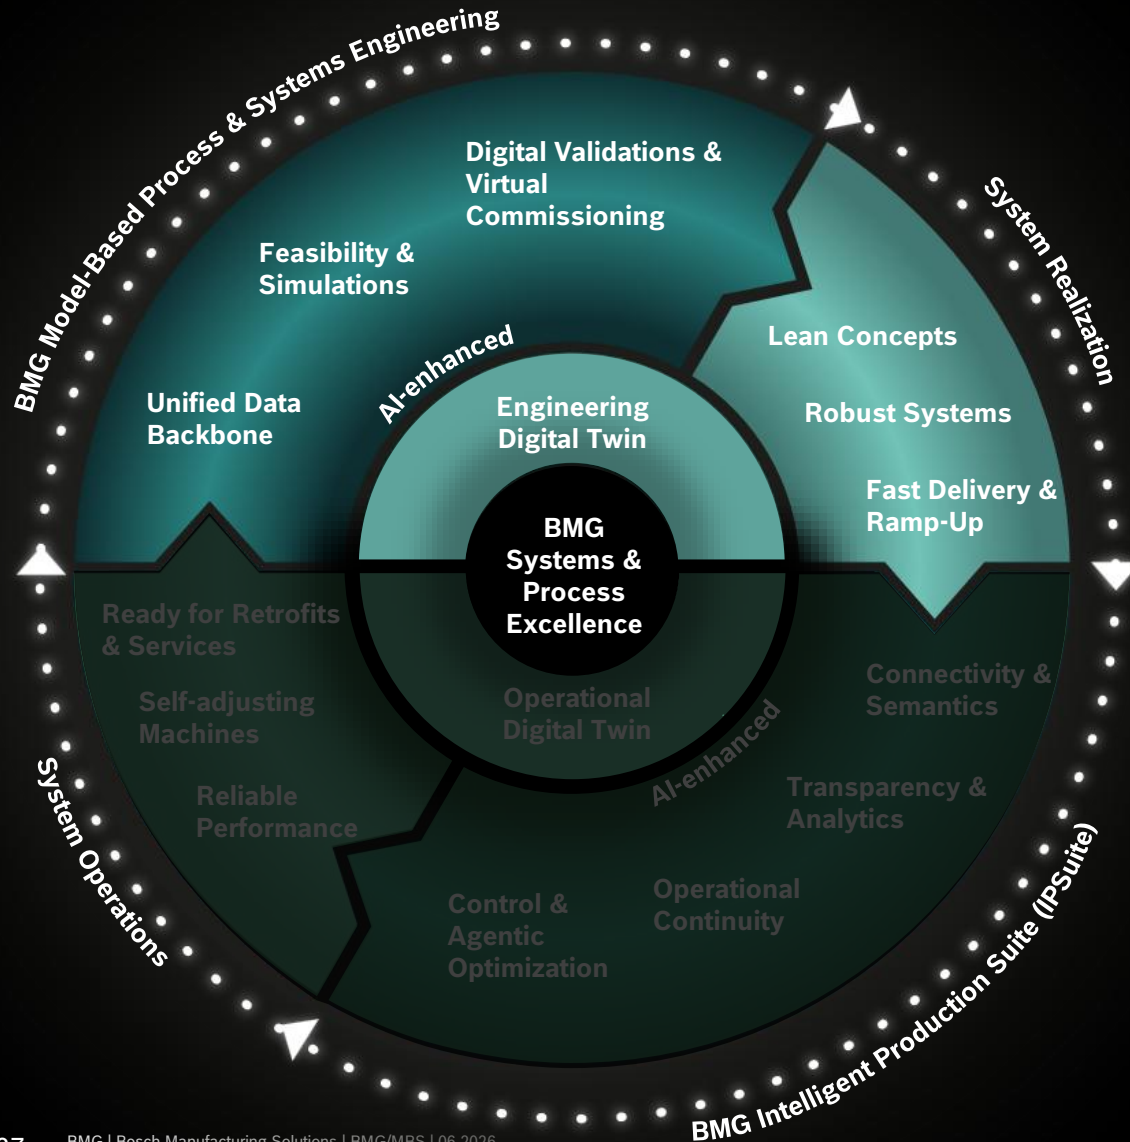 BMG Model-Based Process & Systems Engineering
System Realization
Digital Validations &
Virtual
Commissioning
Feasibility &
Simulations
Unified Data
Backbone
AI-enhanced
Engineering
Digital Twin
Lean Concepts
Robust Systems
Fast Delivery &
Ramp-Up
BMG
Systems &
Process
Excellence
Ready for Retrofits
& Services
Self-adjusting
Machines
Reliable
Performance
Operational
Digital Twin
AI-enhanced
Connectivity &
Semantics
Transparency &
Analytics
Operational
Continuity
Control &
Agentic
Optimization
System Operations
BMG Intelligent Production Suite (IPSuite)
BMG | Bosch Manufacturing Solutions | BMG/MBS | 06.2026